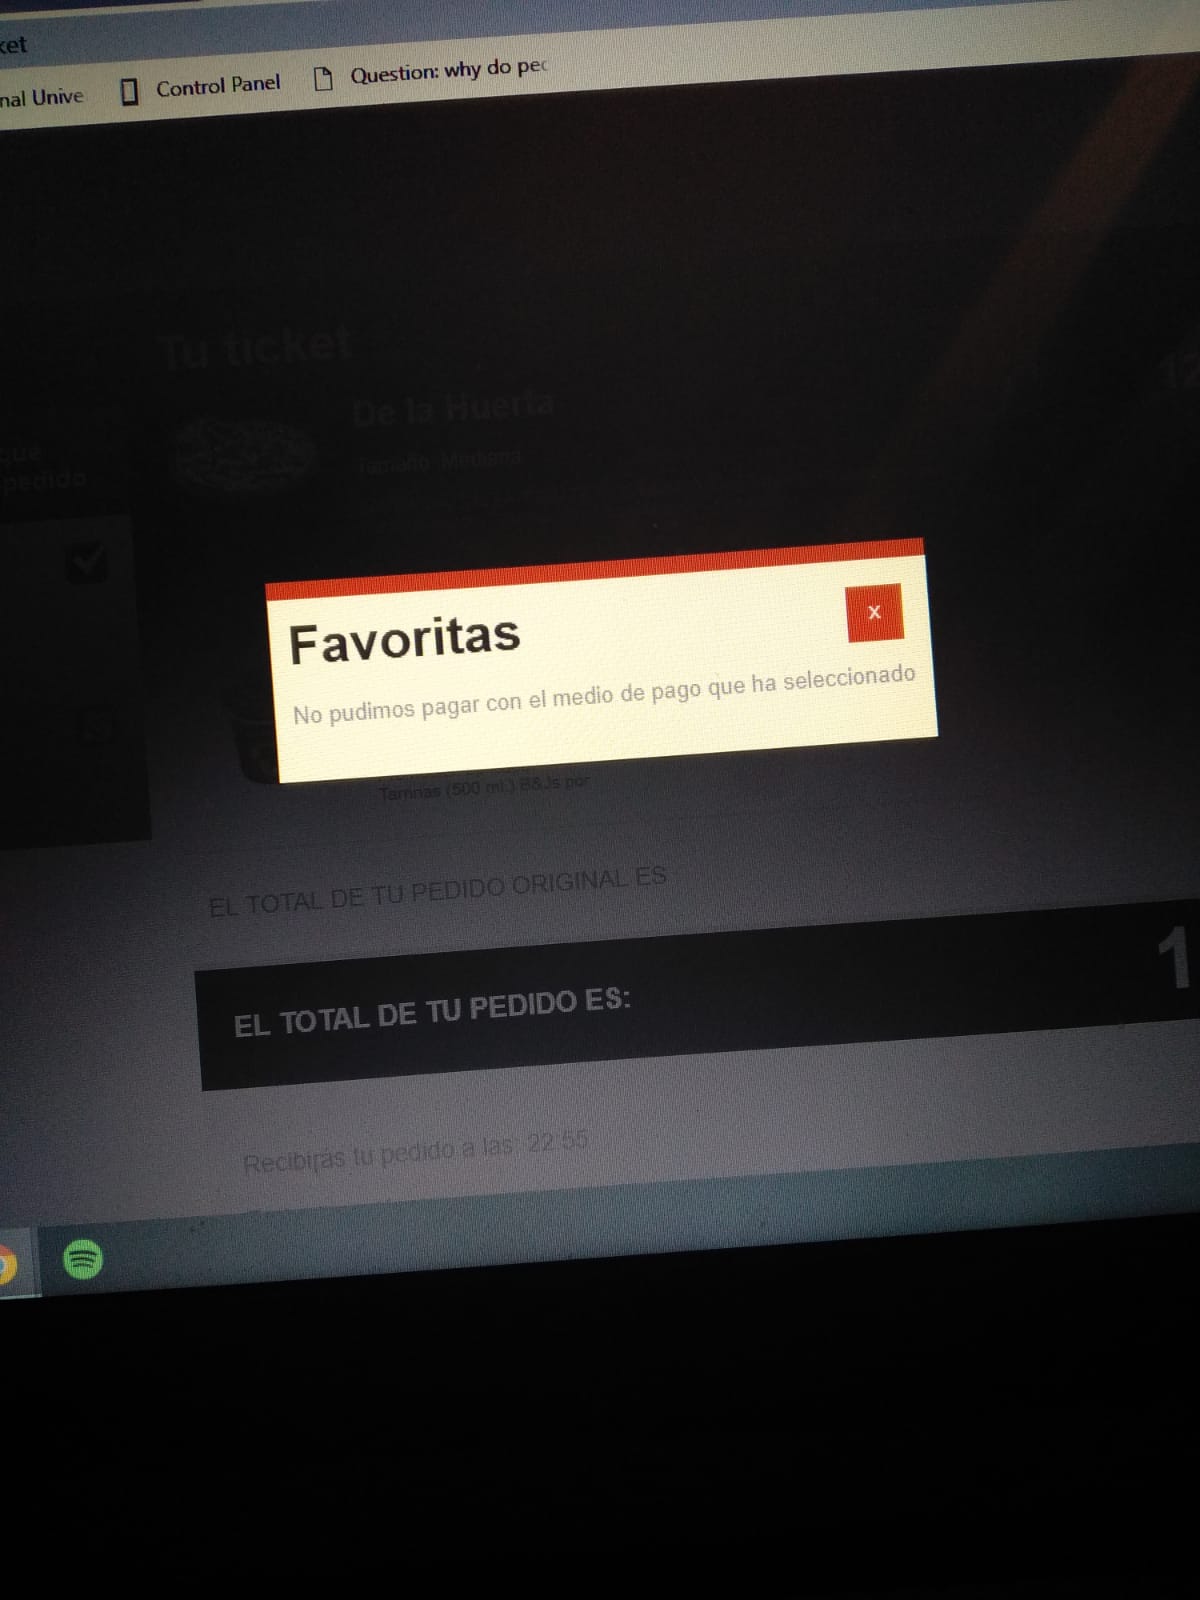 ket
nal Unive
Control Panel
Question: why do pec
Tu ticket
De la Huerta
Tamaño: Mediana
que
pedido
Favoritas
x
No pudimos pagar con el medio de pago que ha seleccionado
Tarrinas (500 ml.) B&Js por
EL TOTAL DE TU PEDIDO ORIGINAL ES
EL TOTAL DE TU PEDIDO ES:
1
Recibirás tu pedido a las: 22:55